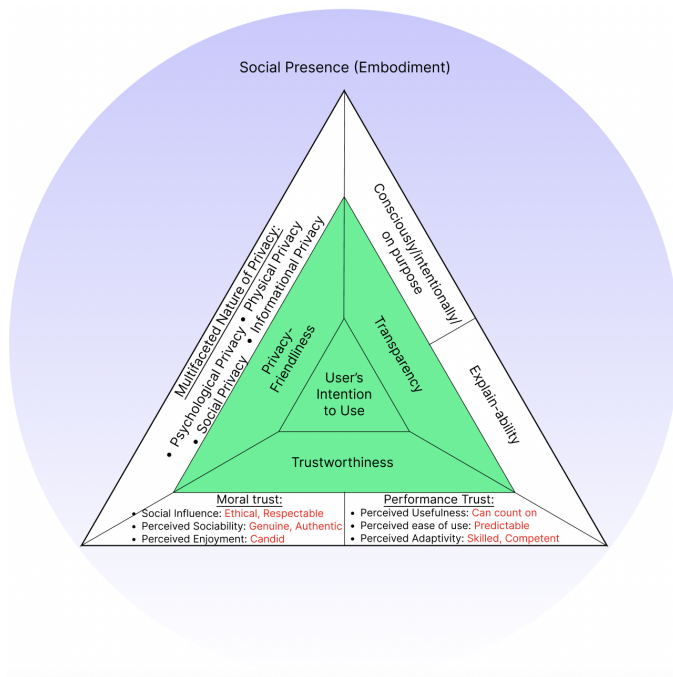 Social Presence (Embodiment)
Consciously/intentionally/
on purpose
Explain-ability
Multifaceted Nature of Privacy:
• Psychological Privacy • Physical Privacy
• Social Privacy • Informational Privacy
Privacy-
Friendliness
Transparency
User's
Intention
to Use
Trustworthiness
Moral trust:
• Social Influence: Ethical, Respectable
• Perceived Sociability: Genuine, Authentic
• Perceived Enjoyment: Candid
Performance Trust:
• Perceived Usefulness: Can count on
• Perceived ease of use: Predictable
• Perceived Adaptivity: Skilled, Competent